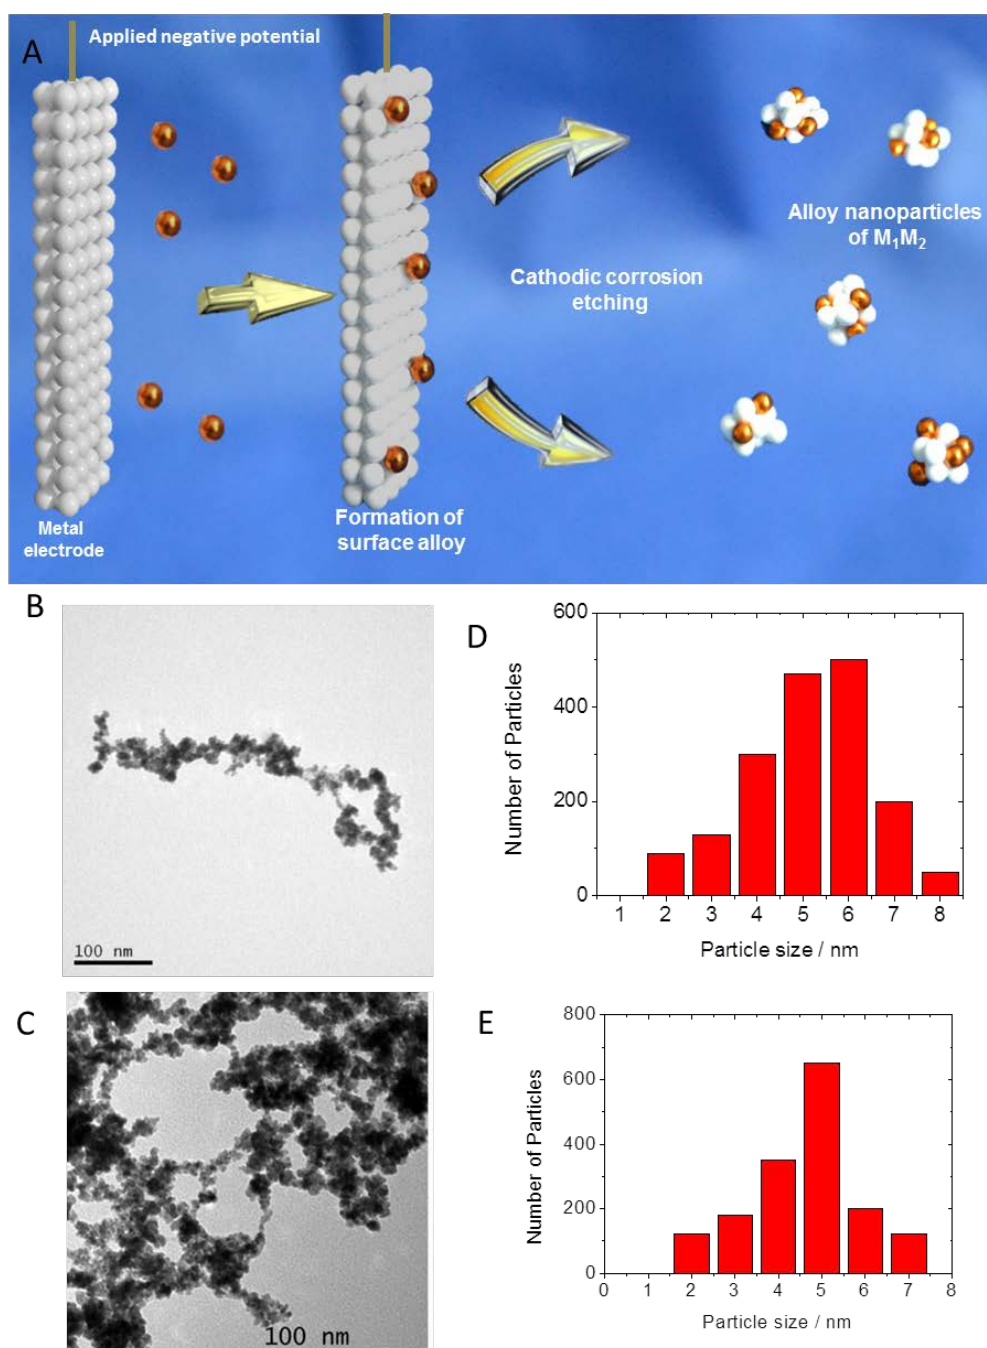 A
Applied negative potential
Alloy nanoparticles
of M₁M₂
Cathodic corrosion
etching
Metal
electrode
Formation of
surface alloy
B
100 nm
D
Number of Particles
600
400
200
0
1 2 3 4 5 6 7 8
Particle size / nm
C
100 nm
E
Number of Particles
800
600
400
200
0
0 1 2 3 4 5 6 7 8
Particle size / nm